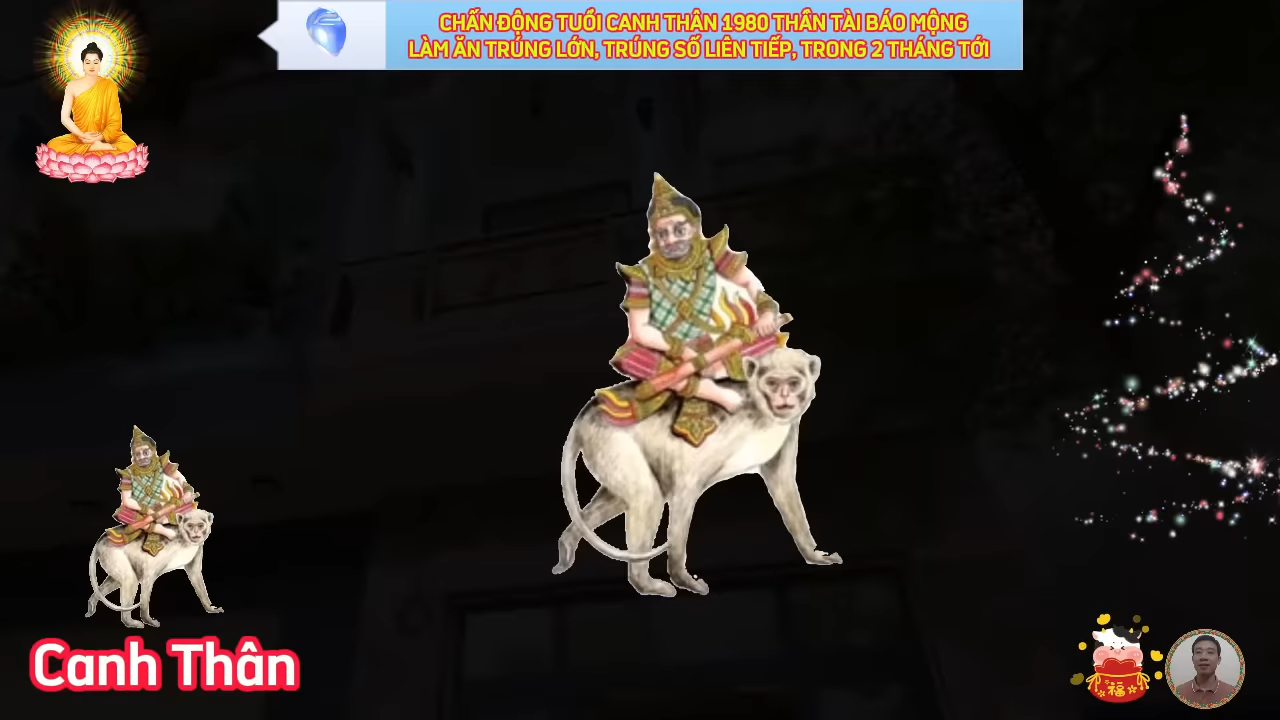 CHẤN ĐỘNG TUỔI CANH THÂN 1980 THẦN TÀI BÁO MỘNG
LÀM ĂN TRÚNG LỚN, TRÚNG SỐ LIÊN TIẾP, TRONG 2 THÁNG TỚI
Canh Thân
福